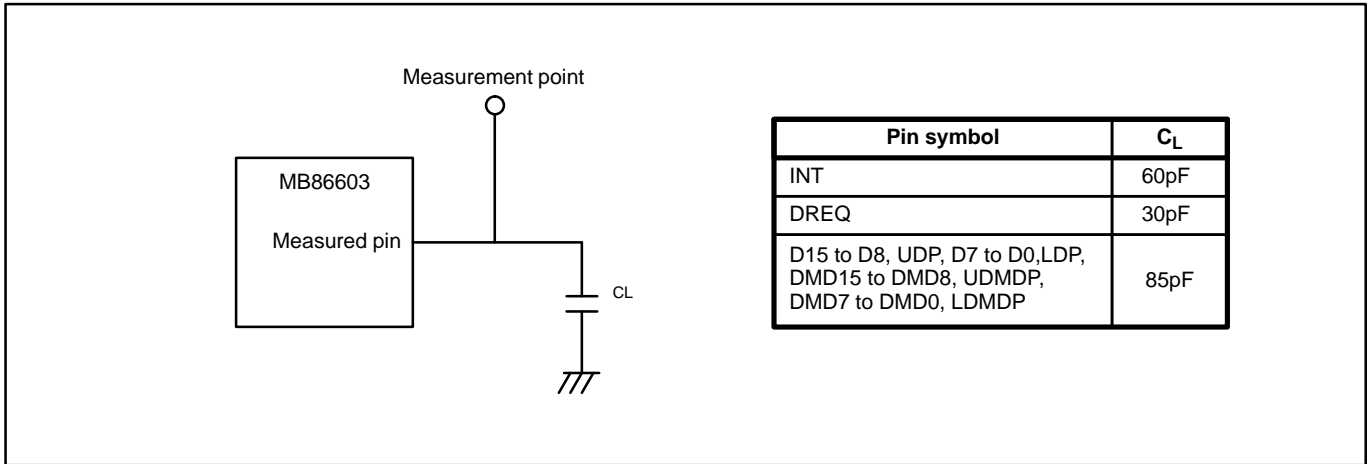 Measurement point
MB86603
Measured pin
CL
Pin symbol CL
INT 60pF
DREQ 30pF
D15 to D8, UDP, D7 to D0,LDP,
DMD15 to DMD8, UDMDP,
DMD7 to DMD0, LDMDP
85pF